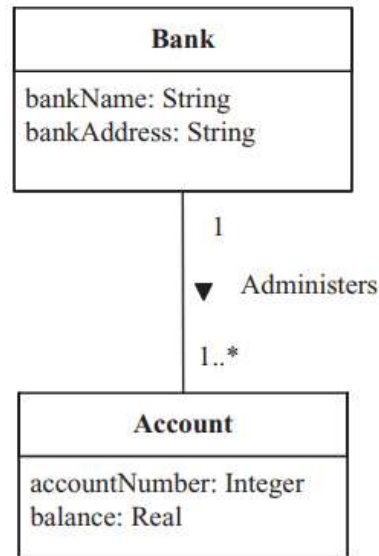 Bank
bankName: String
bankAddress: String
1
Administers
1..*
Account
accountNumber: Integer
balance: Real